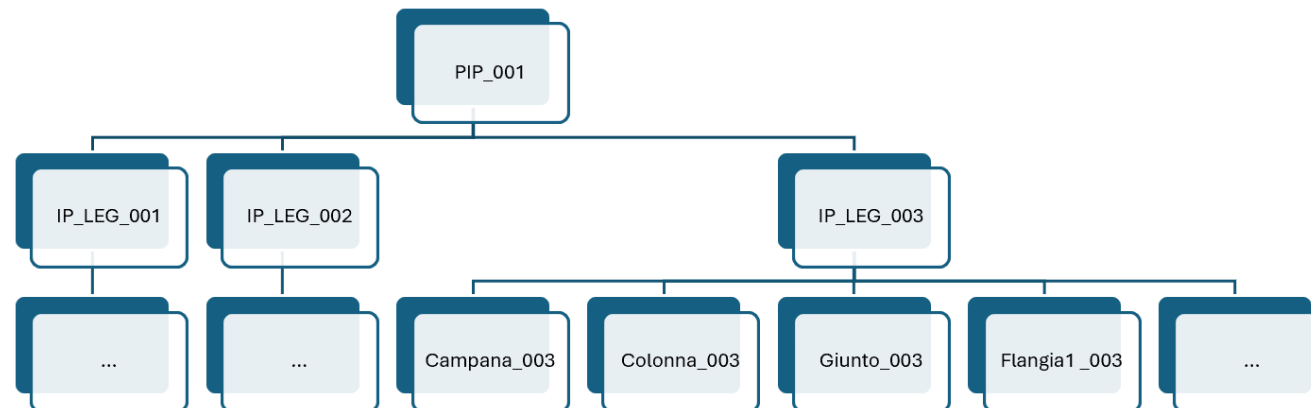 PIP_001
IP_LEG_001
IP_LEG_002
IP_LEG_003
...
...
Campana_003
Colonna_003
Giunto_003
Flangia1 _003
...